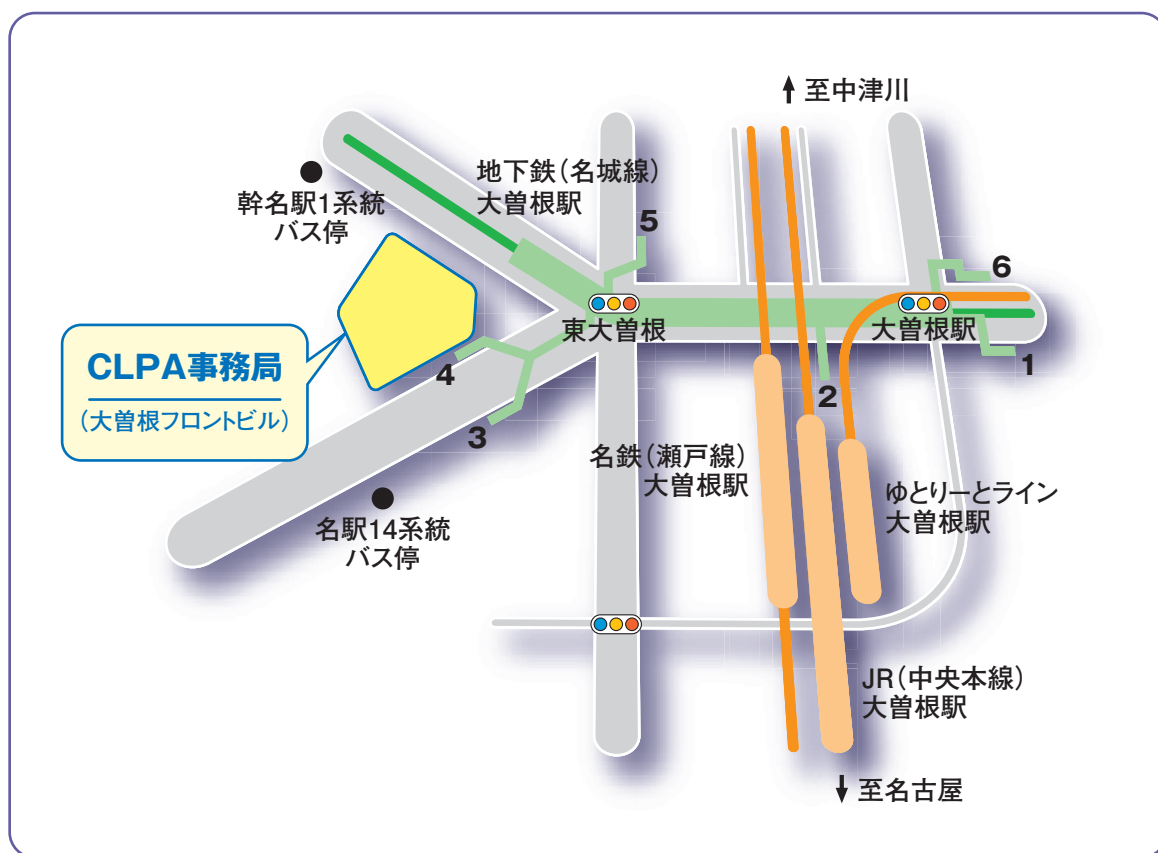 至中津川
地下鉄(名城線)
大曽根駅
幹名駅1系統
バス停
5
6
東大曽根
大曽根駅
CLPA事務局
(大曽根フロントビル)
4
3
2
1
名鉄(瀬戸線)
大曽根駅
ゆとりーとライン
大曽根駅
名駅14系統
バス停
JR(中央本線)
大曽根駅
至名古屋